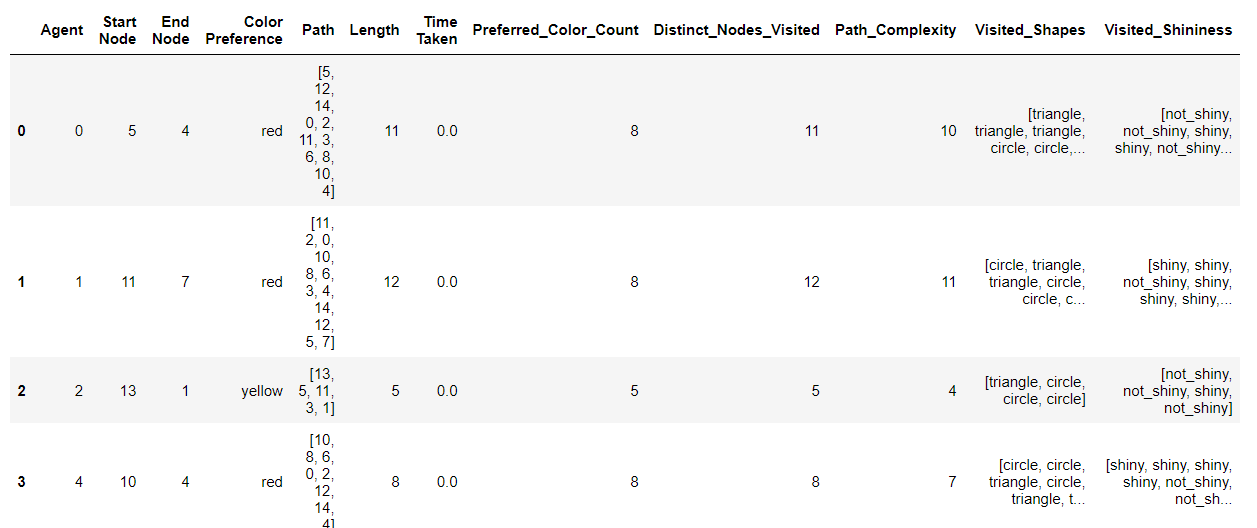 Agent
Start
Node
End
Node
Color
Preference
Path
Length
Time
Taken
Preferred_Color_Count
Distinct_Nodes_Visited
Path_Complexity
Visited_Shapes
Visited_Shininess
0
0
5
4
red
[5,
12,
14,
0, 2,
11, 3,
6, 8,
10,
4]
11
0.0
8
11
10
[triangle,
triangle, triangle,
circle, circle,...
[not_shiny,
not_shiny, shiny,
shiny, not_shiny...
1
1
11
7
red
[11,
2, 0,
10,
8, 6,
3, 4,
14,
12,
5, 7]
12
0.0
8
12
11
[circle, triangle,
triangle, circle,
circle, c...
[shiny, shiny,
not_shiny, shiny,
shiny, shiny,...
2
2
13
1
yellow
[13,
5, 11,
3, 1]
5
0.0
5
5
4
[triangle, circle,
circle, circle]
[not_shiny,
not_shiny, shiny,
not_shiny]
3
4
10
4
red
[10,
8, 6,
0, 2,
12,
14,
4]
8
0.0
8
8
7
[circle, circle,
triangle, circle,
triangle, t...
[shiny, shiny, shiny,
shiny, not_shiny,
not_sh...